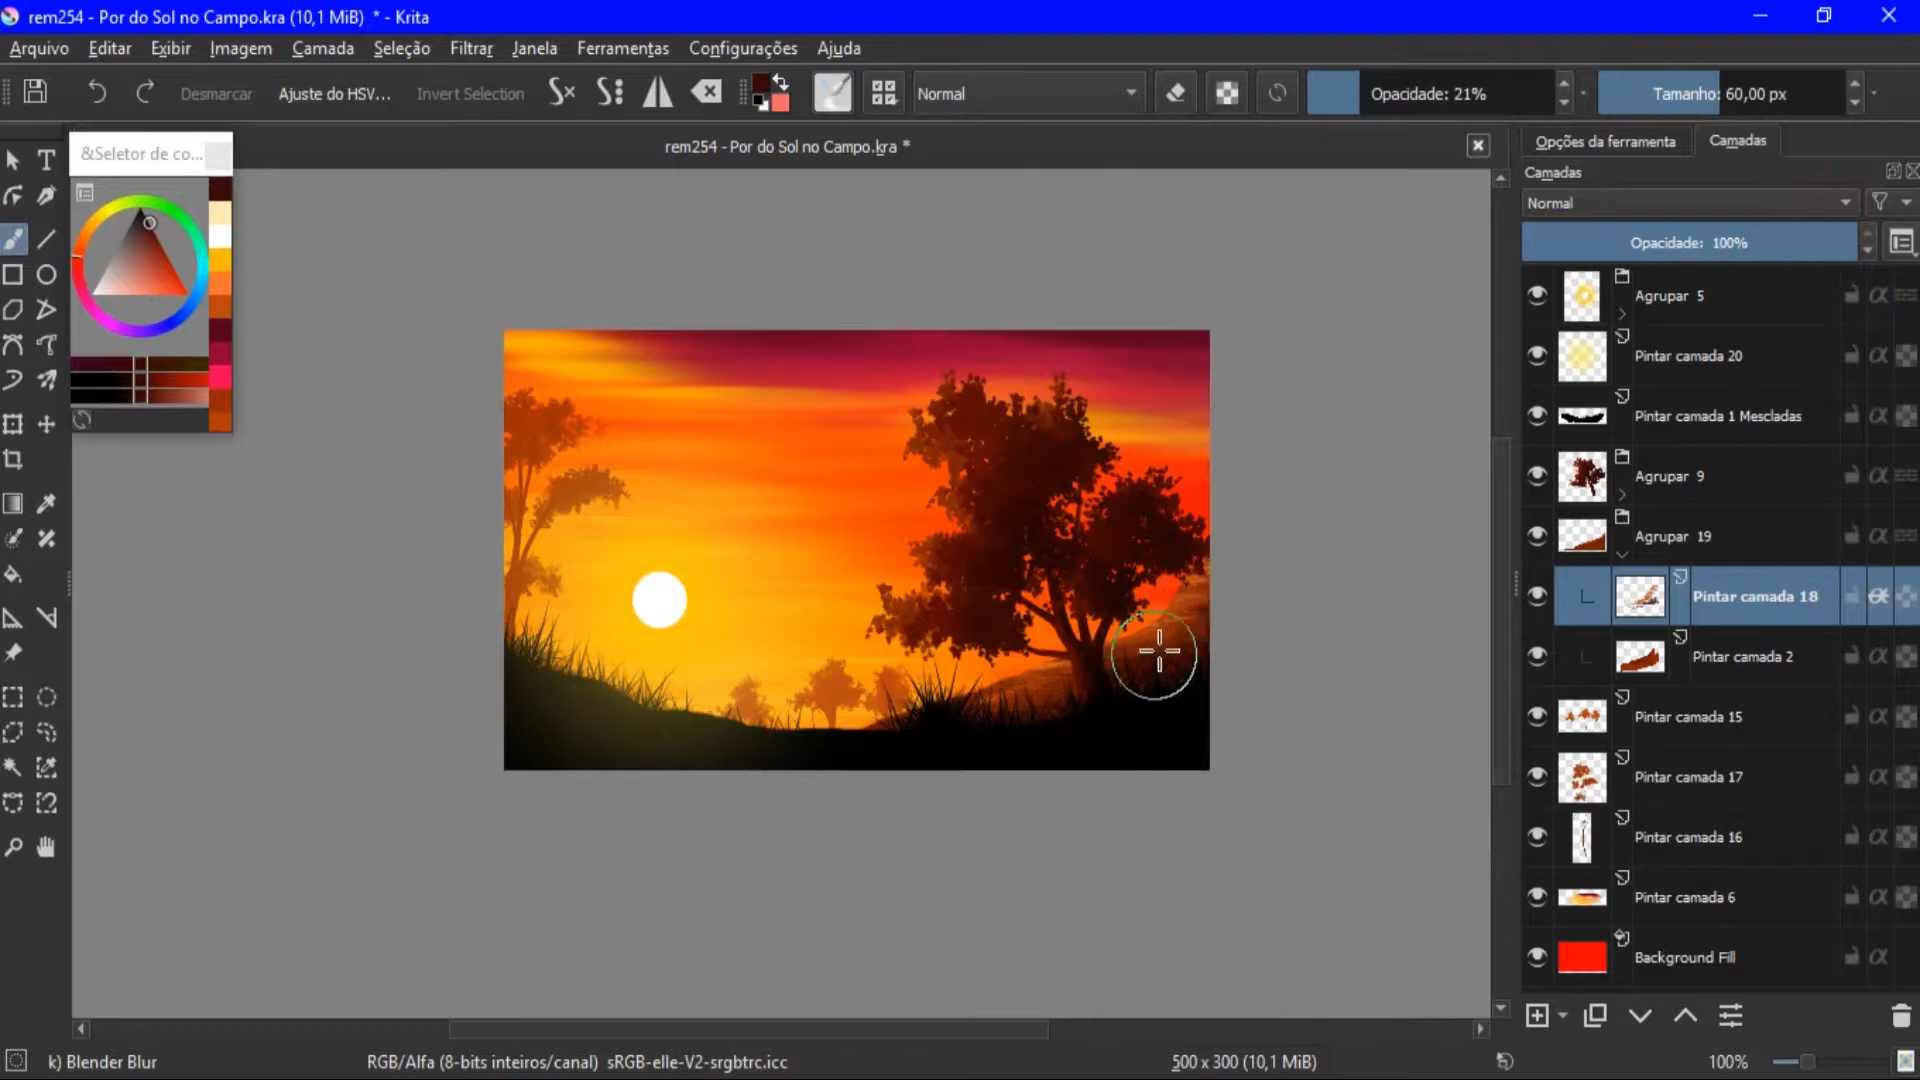 rem254 - Por do Sol no Campo.kra (10,1 MiB) * - Krita
Arquivo Editar Exibir Imagem Camada Seleção Filtrar Janela Ferramentas Configurações Ajuda
Desmarcar Ajuste do HSV... Invert Selection Normal Opacidade: 21% Tamanho: 60,00 px
&Seletor de co...
rem254 - Por do Sol no Campo.kra *
Opções da ferramenta Camadas
Camadas
Normal
Opacidade: 100%
Agrupar 5
Pintar camada 20
Pintar camada 1 Mescladas
Agrupar 9
Agrupar 19
Pintar camada 18
Pintar camada 2
Pintar camada 15
Pintar camada 17
Pintar camada 16
Pintar camada 6
Background Fill
k) Blender Blur RGB/Alfa (8-bits inteiros/canal) sRGB-elle-V2-srgbtrc.icc 500 x 300 (10,1 MiB) 100%